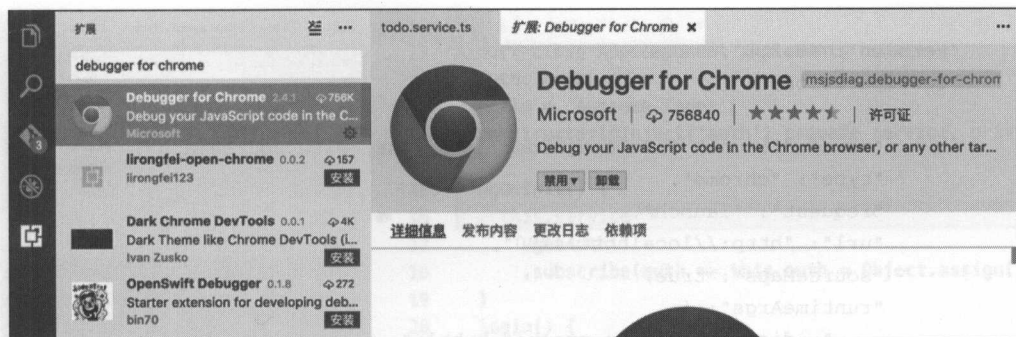 扩展
debugger for chrome
Debugger for Chrome 2.4.1 756K
Debug your JavaScript code in the C...
Microsoft
3
lirongfei-open-chrome 0.0.2 157
lirongfei123 安装
Dark Chrome DevTools 0.0.1 4K
Dark Theme like Chrome DevTools (i...
Ivan Zusko 安装
OpenSwift Debugger 0.1.8 272
Starter extension for developing deb...
bin70 安装
todo.service.ts 扩展: Debugger for Chrome ×
Debugger for Chrome msjsdiag.debugger-for-chrom
Microsoft | 756840 | ★★★★★ | 许可证
Debug your JavaScript code in the Chrome browser, or any other tar...
禁用▼ 卸载
详细信息 发布内容 更改日志 依赖项